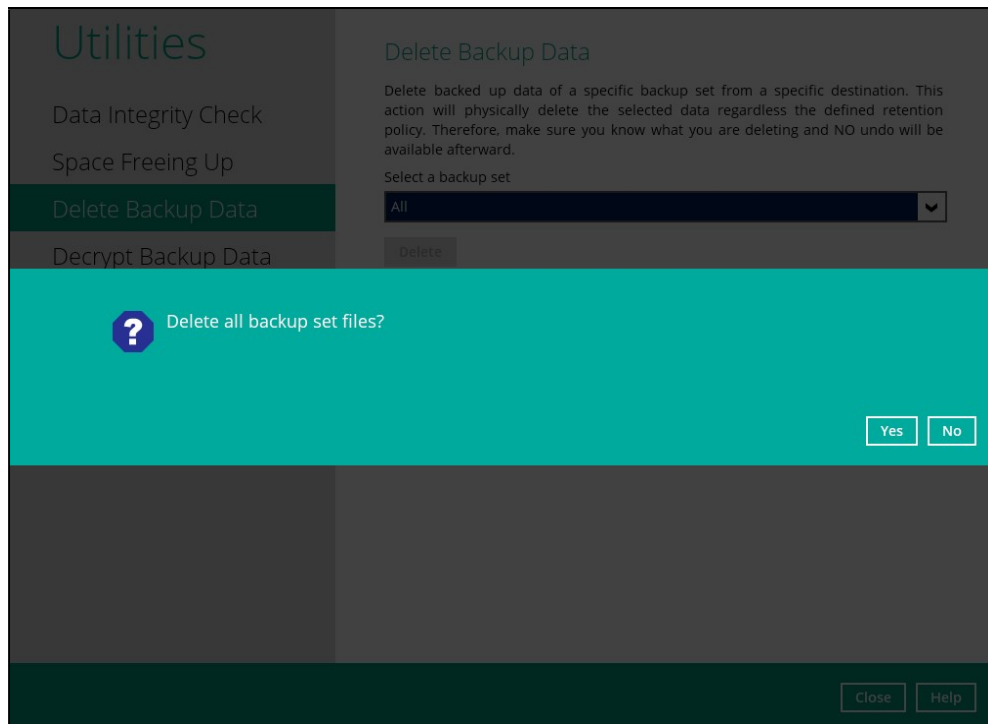 Utilities
Data Integrity Check
Space Freeing Up
Delete Backup Data
Decrypt Backup Data
Delete Backup Data
Delete backed up data of a specific backup set from a specific destination. This
action will physically delete the selected data regardless the defined retention
policy. Therefore, make sure you know what you are deleting and NO undo will be
available afterward.
Select a backup set
All
Delete
?
Delete all backup set files?
Yes
No
Close
Help